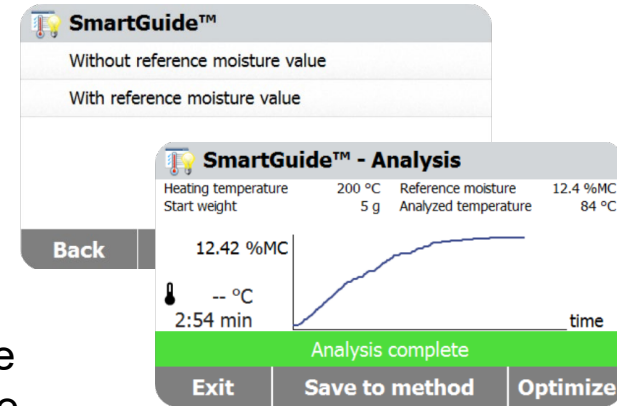 SmartGuide™
Without reference moisture value
With reference moisture value
Back
SmartGuide™ - Analysis
Heating temperature 200 °C Reference moisture 12.4 %MC
Start weight 5 g Analyzed temperature 84 °C
12.42 %MC
-- °C
2:54 min
time
Analysis complete
Exit Save to method Optimize